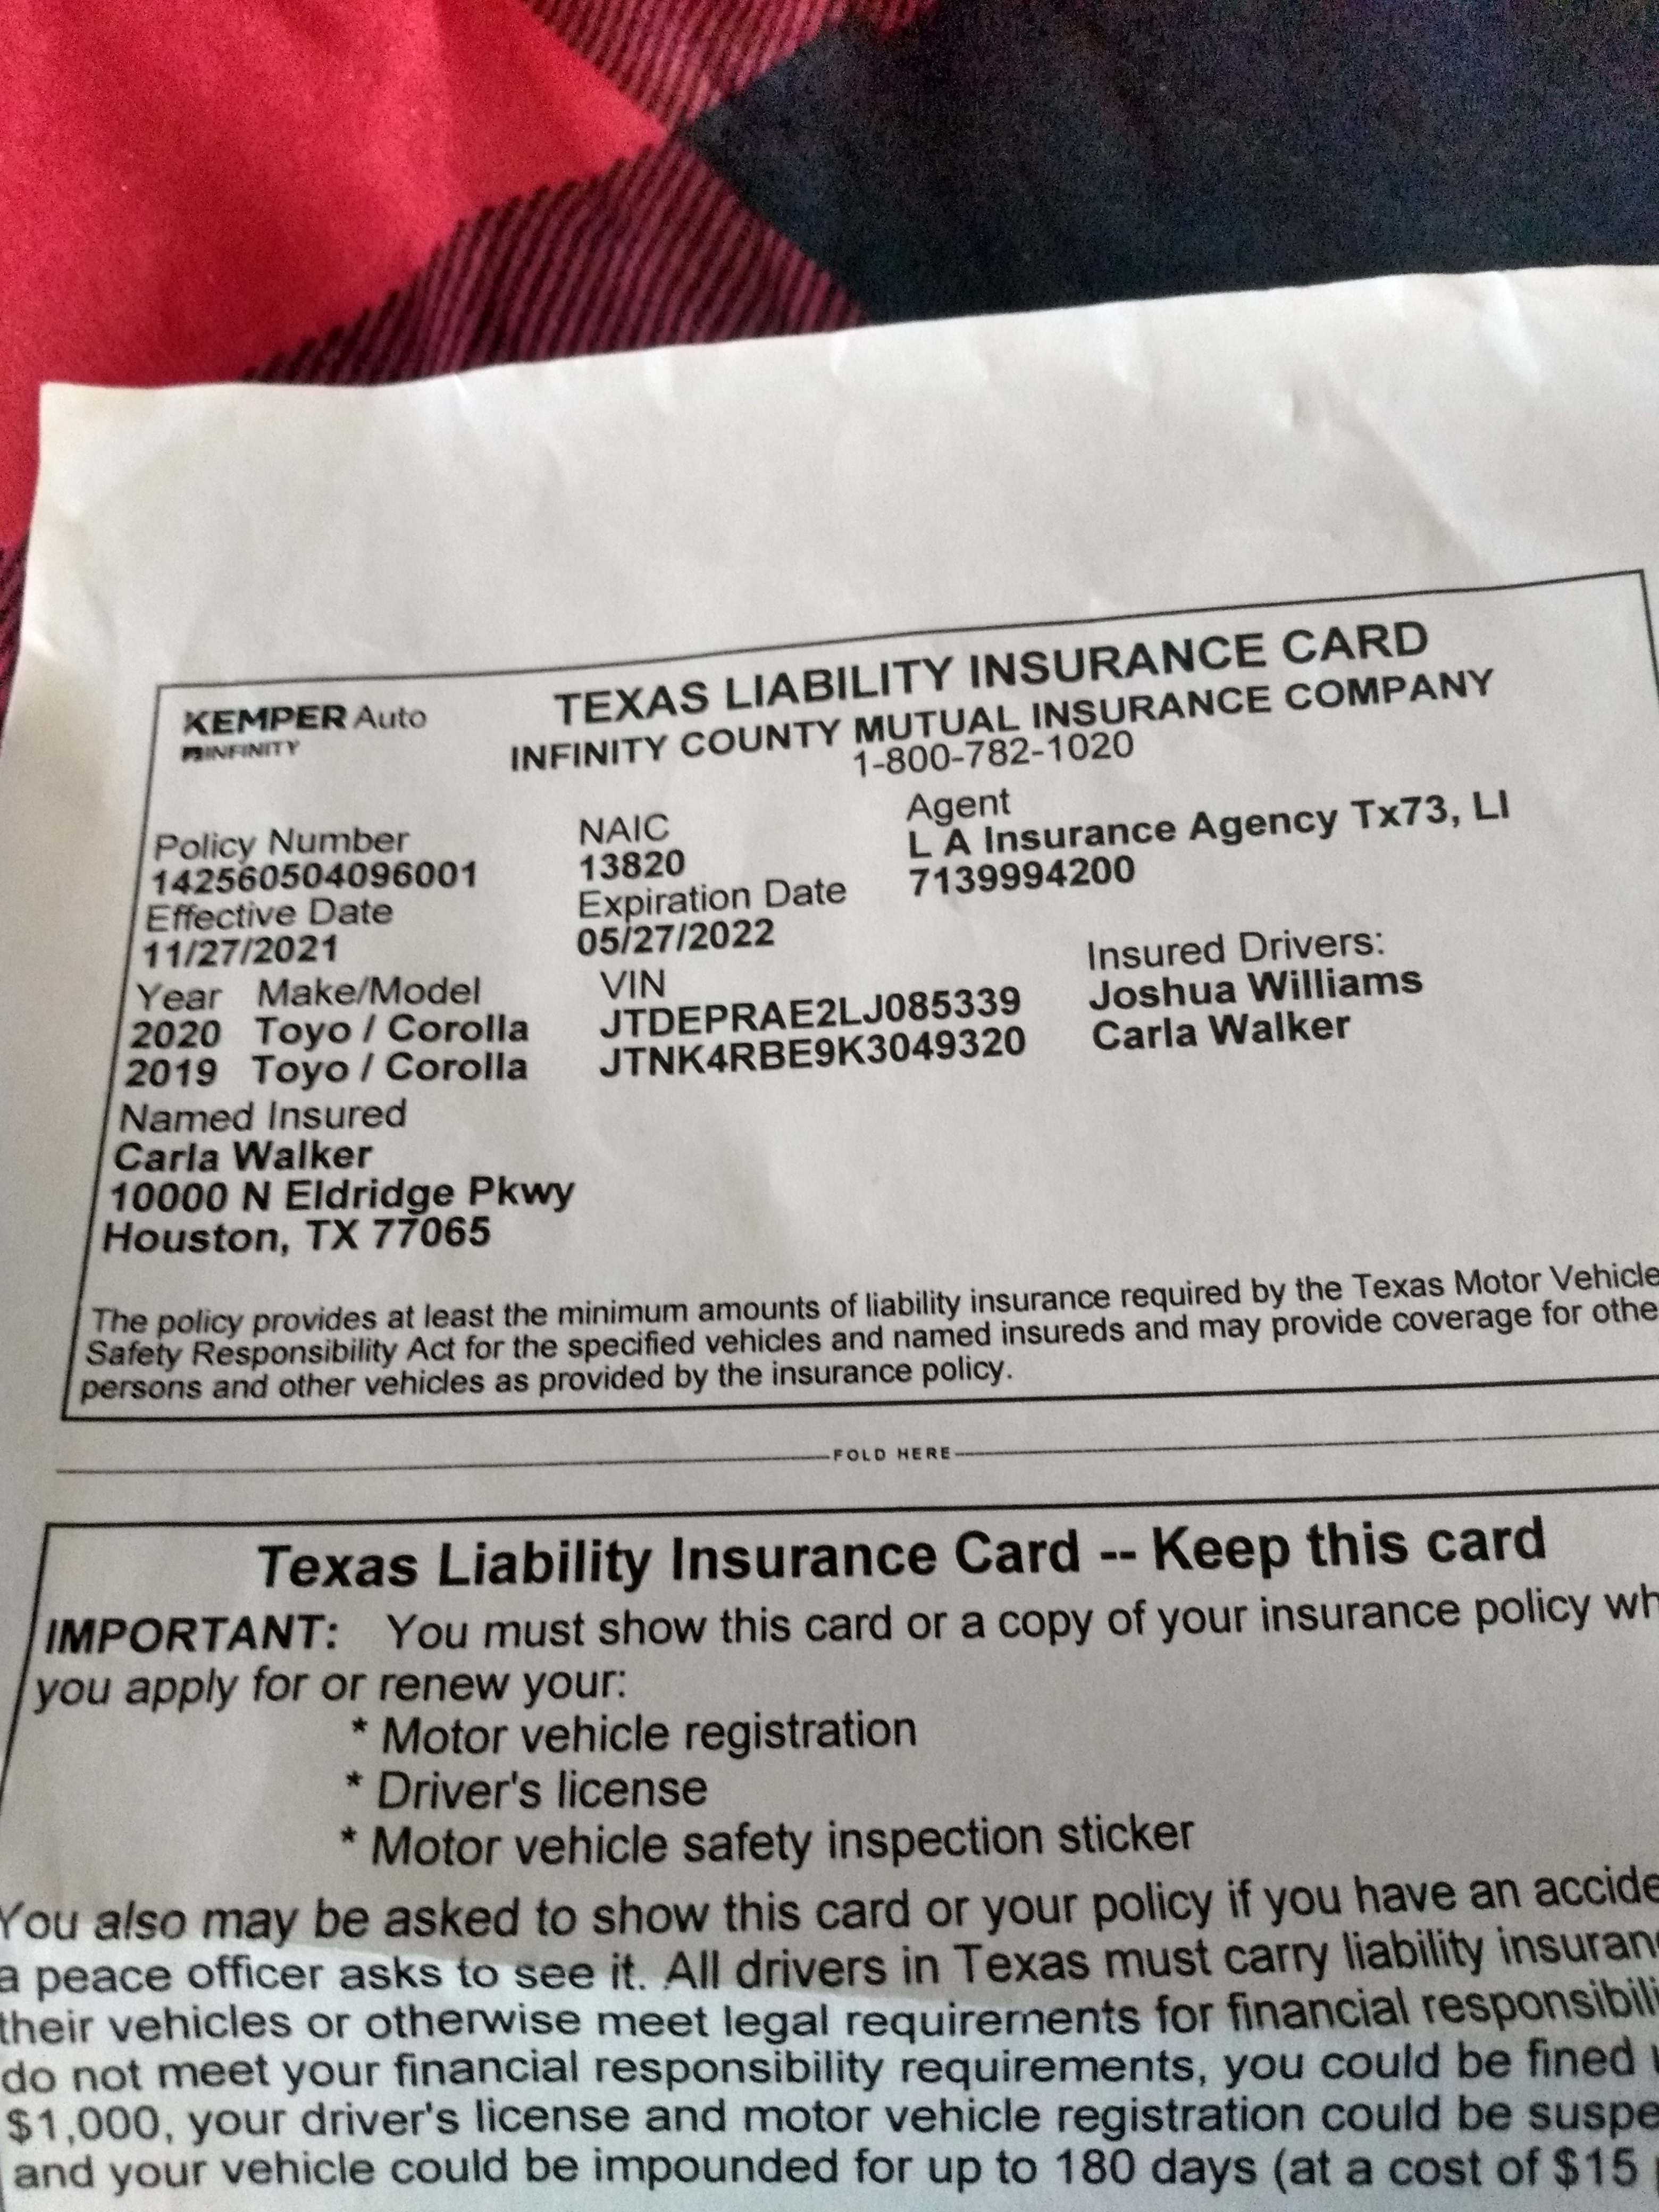 KEMPER Auto
INFINITY
TEXAS LIABILITY INSURANCE CARD
INFINITY COUNTY MUTUAL INSURANCE COMPANY
1-800-782-1020
Policy Number NAIC Agent
142560504096001 13820 L A Insurance Agency Tx73, LI
Effective Date Expiration Date 7139994200
11/27/2021 05/27/2022
Year Make/Model VIN Insured Drivers:
2020 Toyo / Corolla JTDEPRAE2LJ085339 Joshua Williams
2019 Toyo / Corolla JTNK4RBE9K3049320 Carla Walker
Named Insured
Carla Walker
10000 N Eldridge Pkwy
Houston, TX 77065
The policy provides at least the minimum amounts of liability insurance required by the Texas Motor Vehicle
Safety Responsibility Act for the specified vehicles and named insureds and may provide coverage for othe
persons and other vehicles as provided by the insurance policy.
FOLD HERE
Texas Liability Insurance Card -- Keep this card
IMPORTANT: You must show this card or a copy of your insurance policy wh
you apply for or renew your:
* Motor vehicle registration
* Driver's license
* Motor vehicle safety inspection sticker
You also may be asked to show this card or your policy if you have an accide
a peace officer asks to see it. All drivers in Texas must carry liability insuran
their vehicles or otherwise meet legal requirements for financial responsibili
do not meet your financial responsibility requirements, you could be fined
$1,000, your driver's license and motor vehicle registration could be suspe
and your vehicle could be impounded for up to 180 days (at a cost of $15